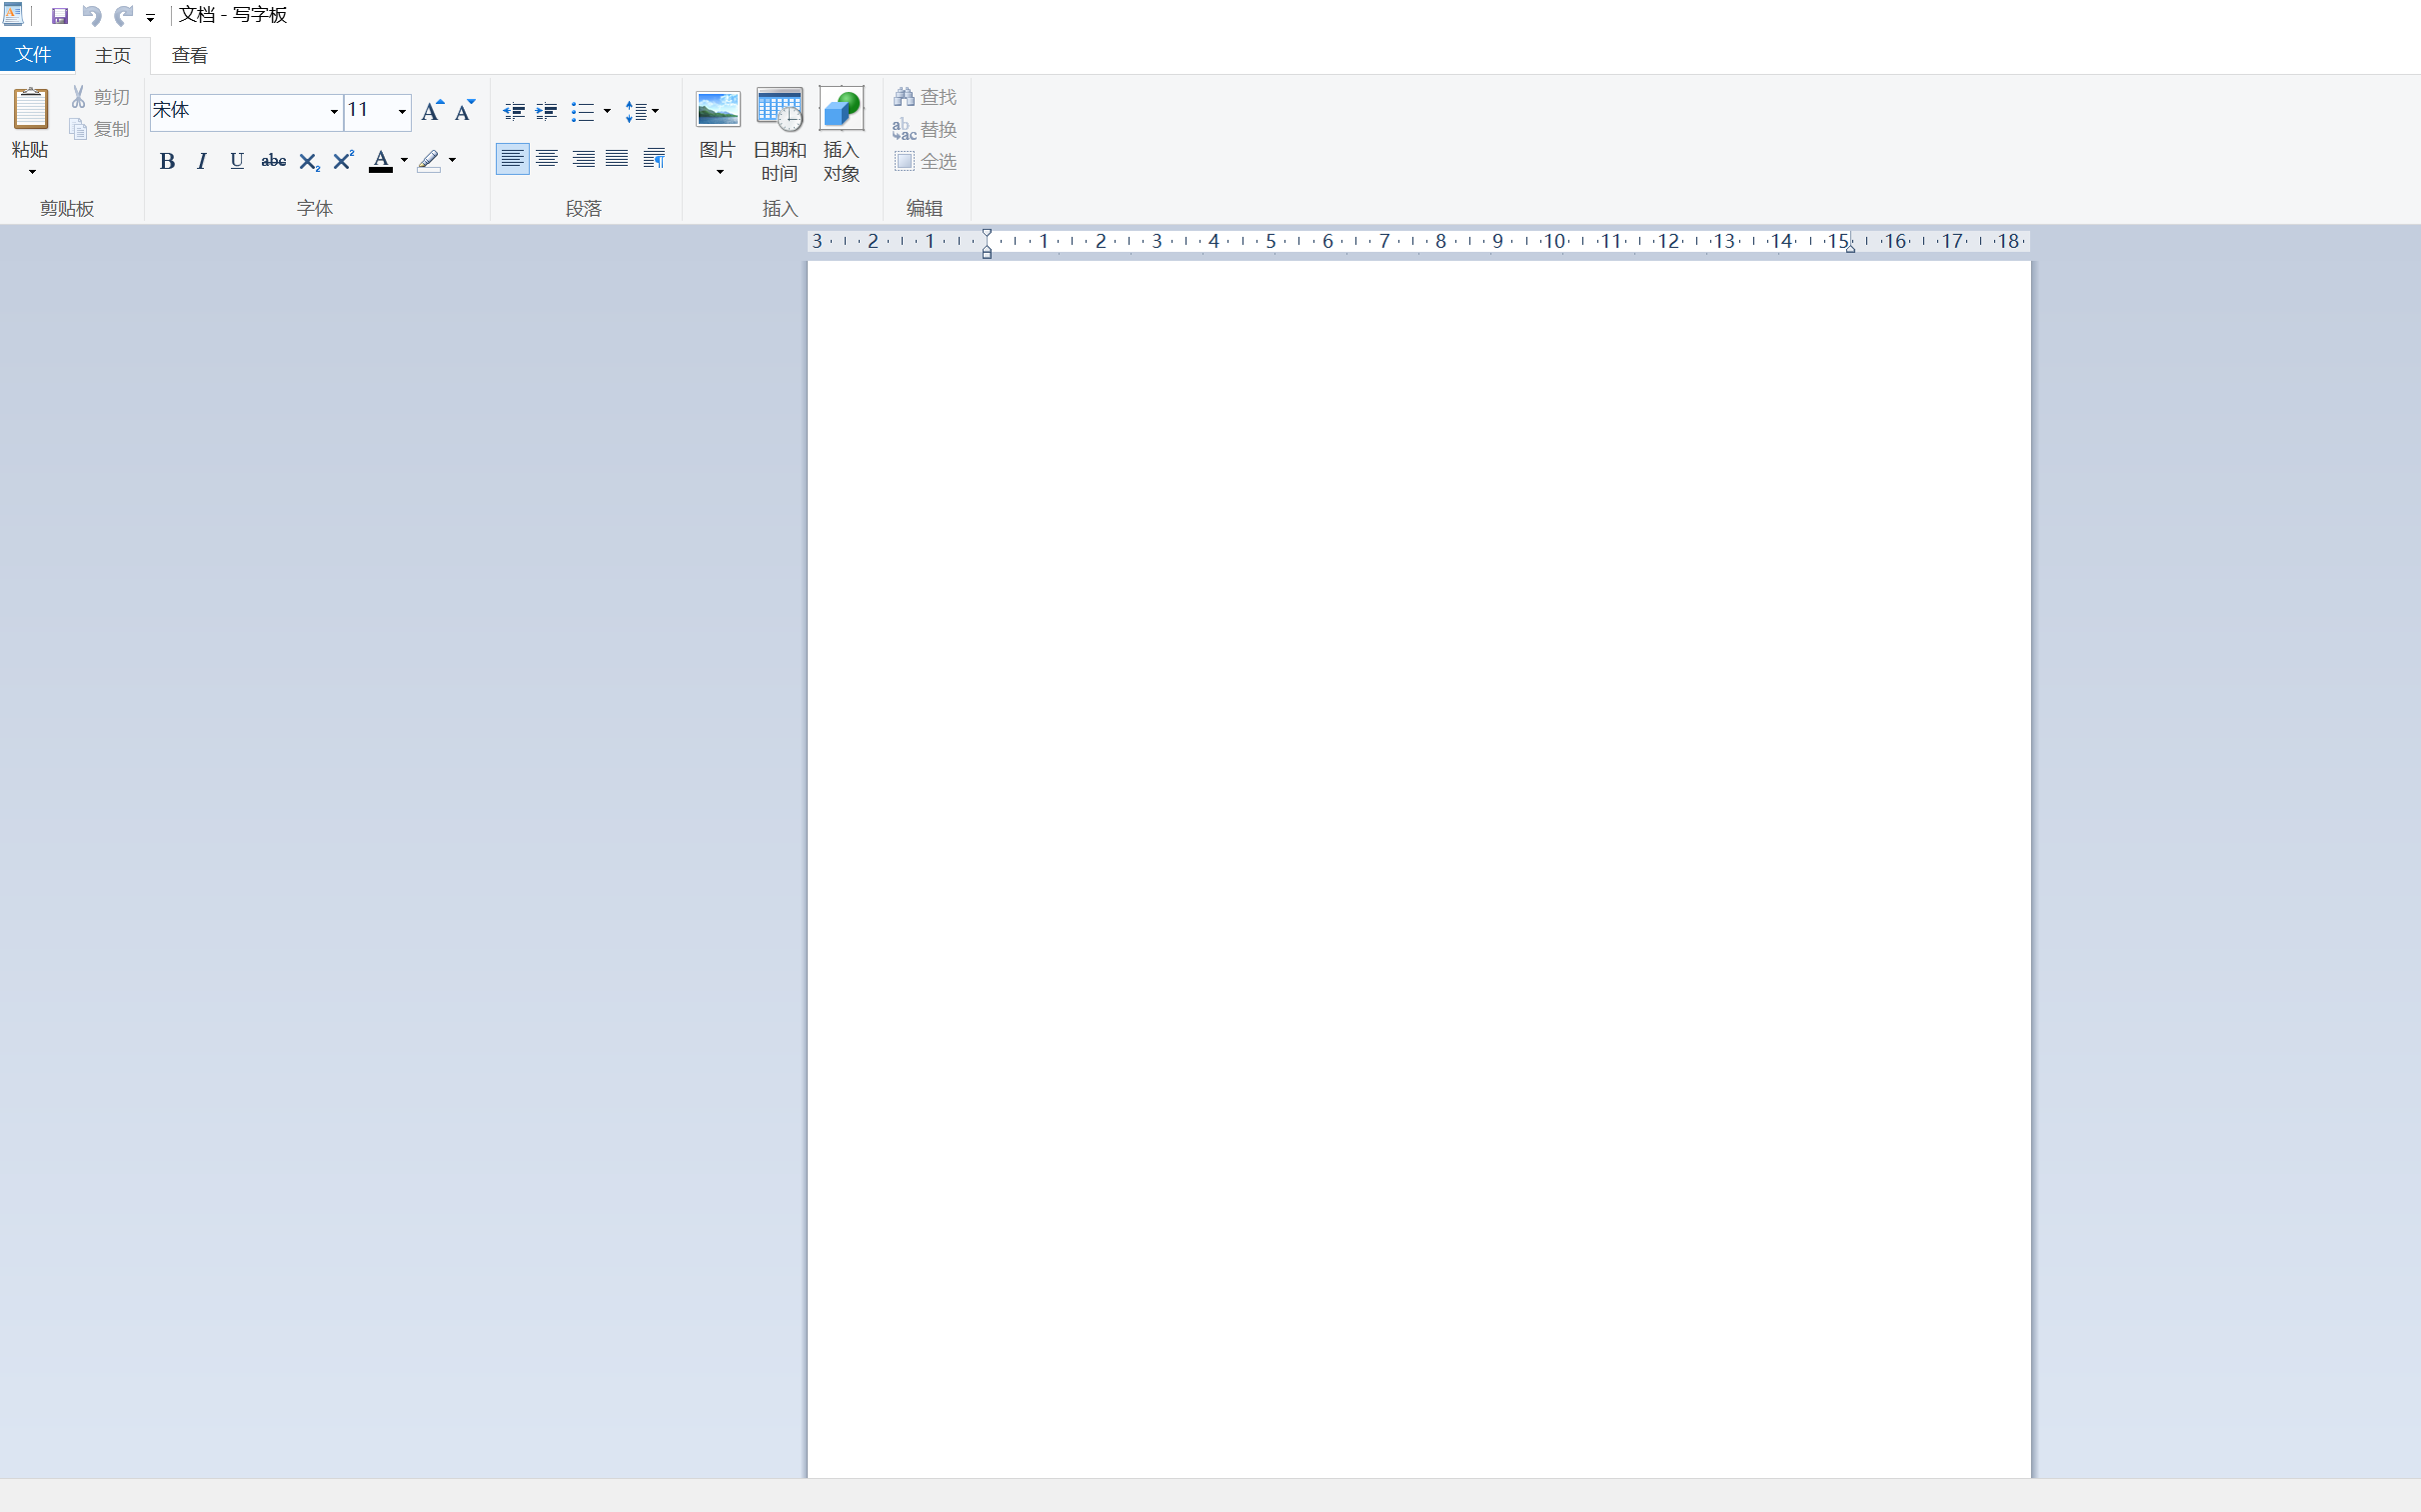 文档 - 写字板
文件 主页 查看
粘贴 剪切 复制
剪贴板
宋体 11
A A
B I U abc X2 X2 A
字体
段落
图片 日期和时间 插入对象
插入
查找
替换
全选
编辑
3 2 1 1 2 3 4 5 6 7 8 9 10 11 12 13 14 15 16 17 18